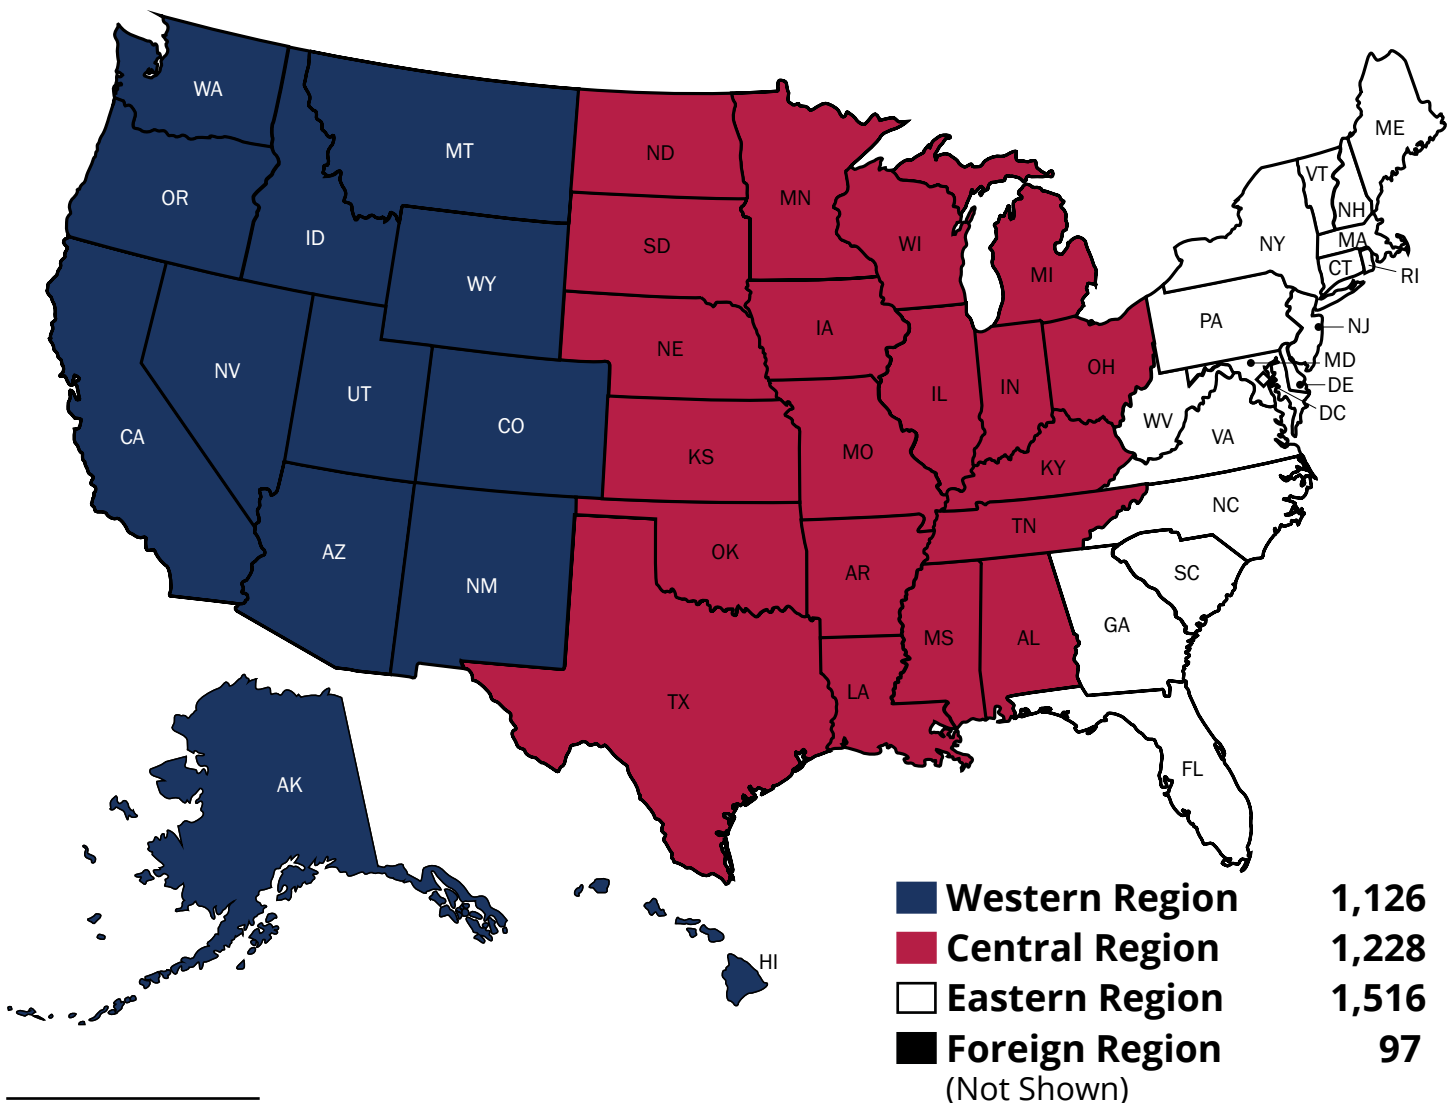 WA
MT
ND
ME
OR
ID
MN
VT
NH
SD
WI
NY
MA
WY
MI
CT
RI
IA
PA
NJ
NV
NE
MD
UT
OH
DE
CA
CO
IL
IN
DC
WV
VA
KS
MO
KY
NC
AZ
OK
TN
NM
AR
SC
GA
MS
AL
TX
LA
AK
FL
HI
Western Region 1,126
Central Region 1,228
Eastern Region 1,516
Foreign Region 97
(Not Shown)